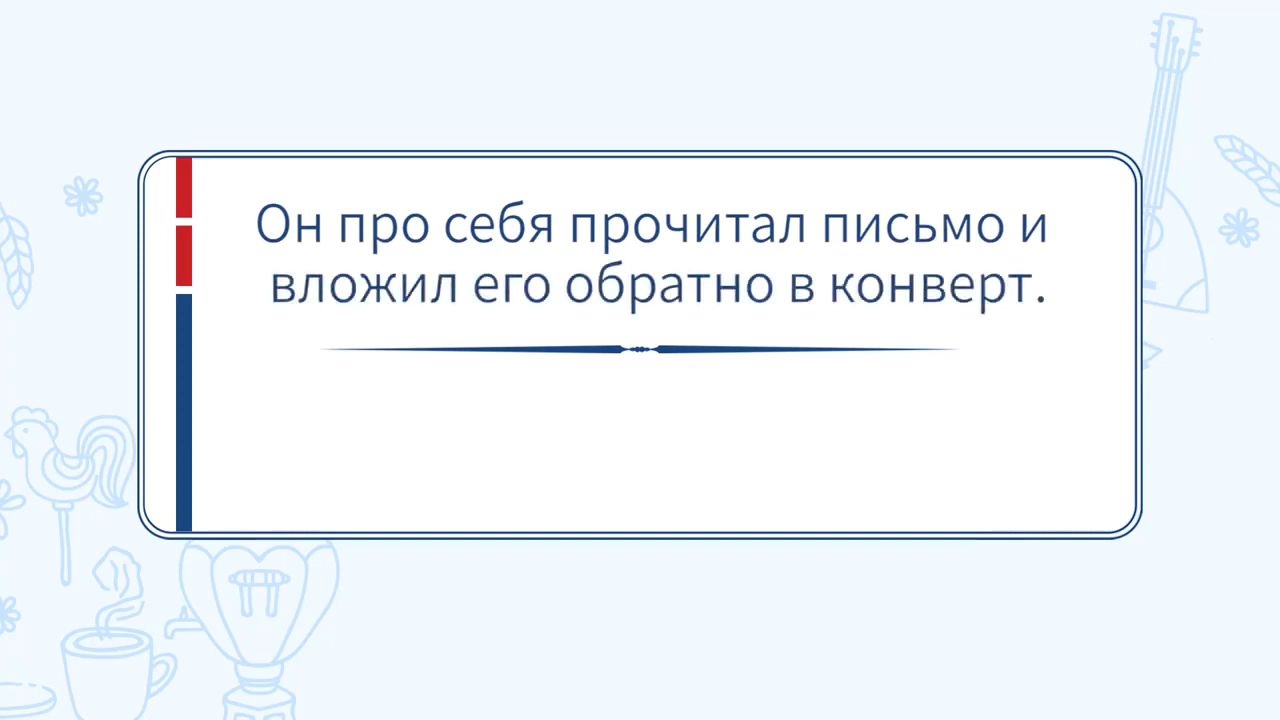 Он про себя прочитал письмо и
вложил его обратно в конверт.